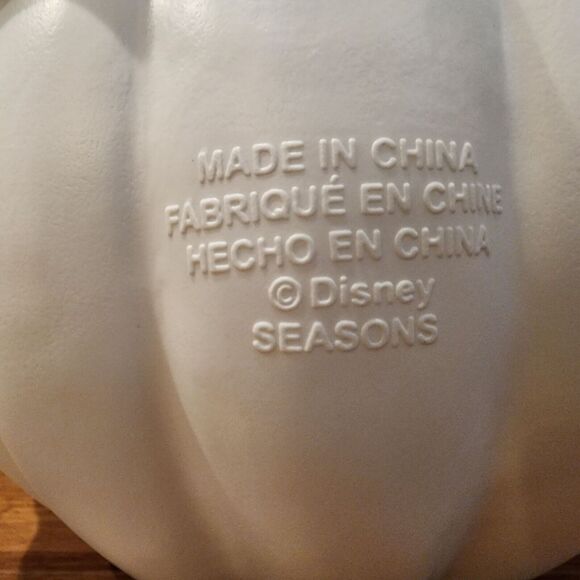 MADE IN CHINA
FABRIQUÉ EN CHINE
HECHO EN CHINA
© Disney
SEASONS